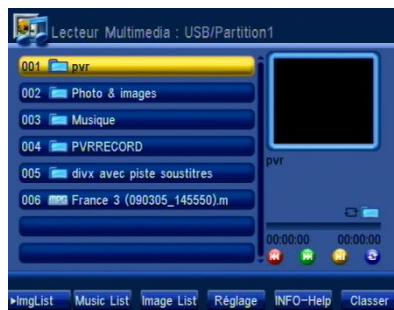 Lecteur Multimedia : USB/Partition1
001 pvr
002 Photo & images
003 Musique
004 PVRRECORD
005 divx avec piste soustitres
006 MPG France 3 (090305_145550).m
pvr
00:00:00 00:00:00
▸ImgList Music List Image List Réglage INFO-Help Classer